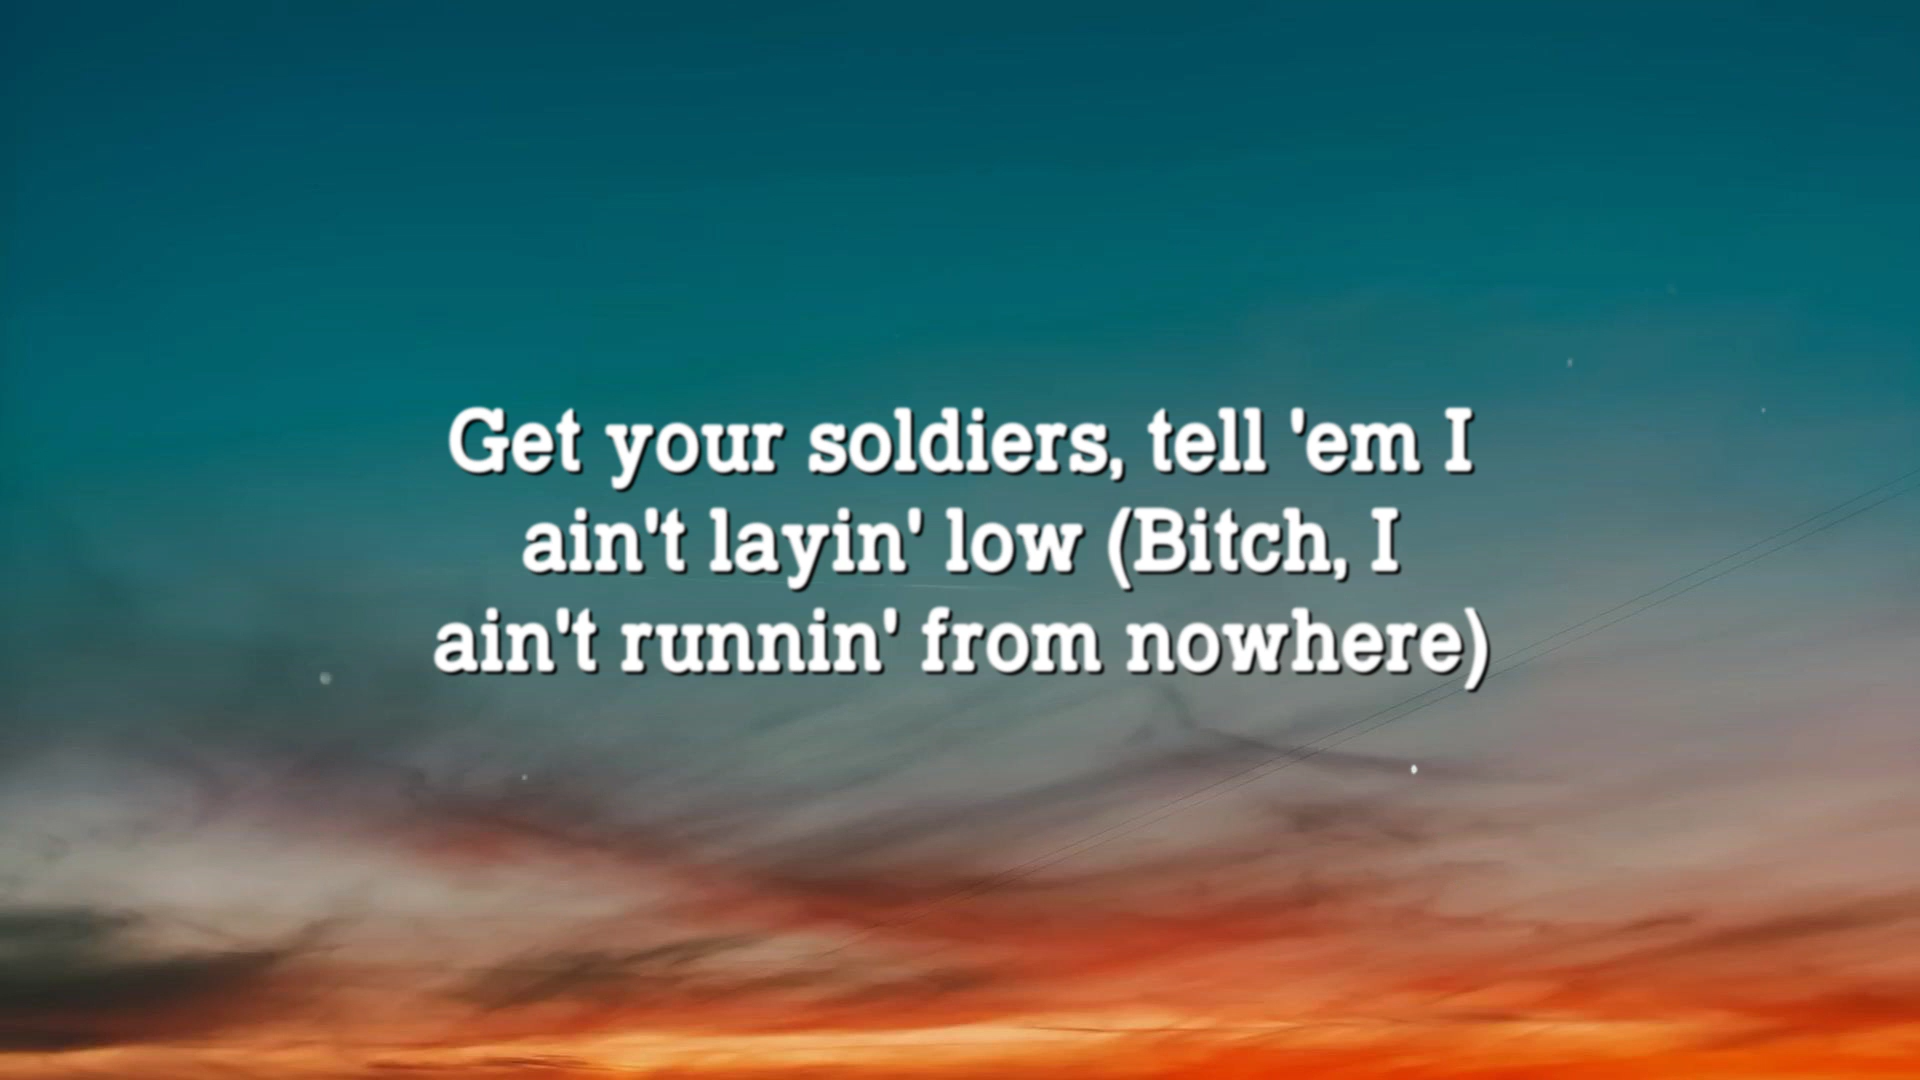 Get your soldiers, tell 'em I
ain't layin' low (Bitch, I
ain't runnin' from nowhere)